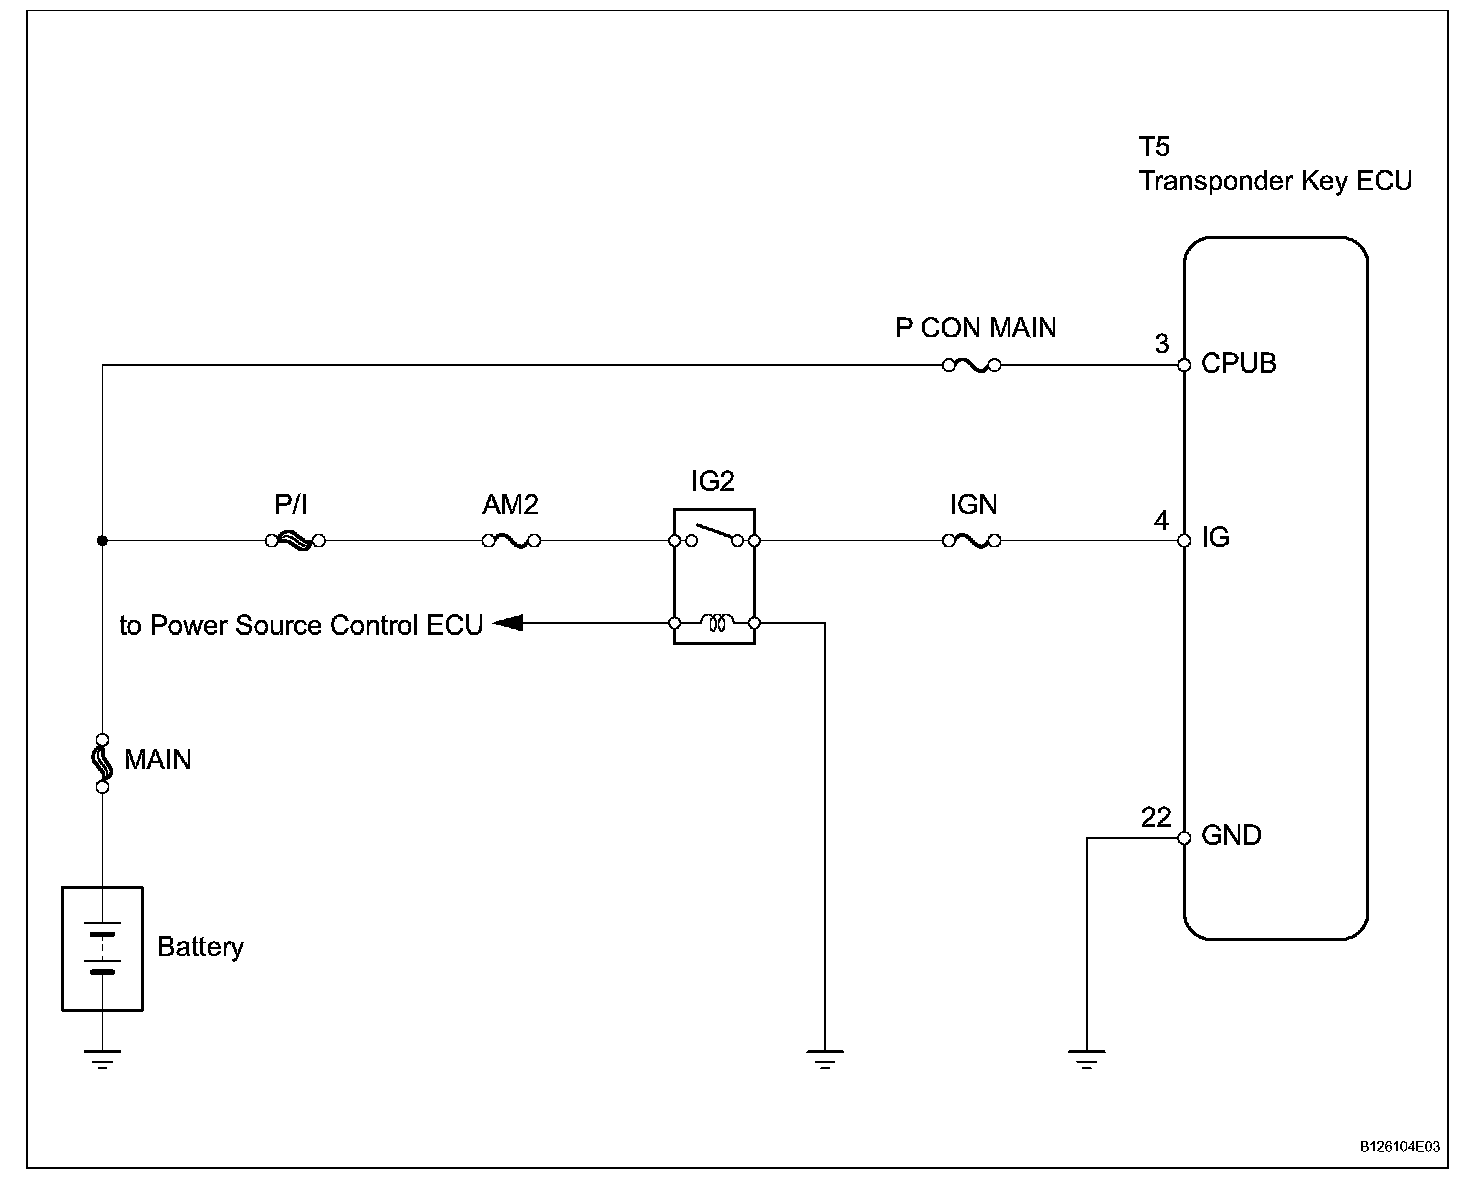 T5
Transponder Key ECU
P CON MAIN
3
CPUB
IG2
P/I
AM2
IGN
4
IG
to Power Source Control ECU
MAIN
22
GND
Battery
B126104E03